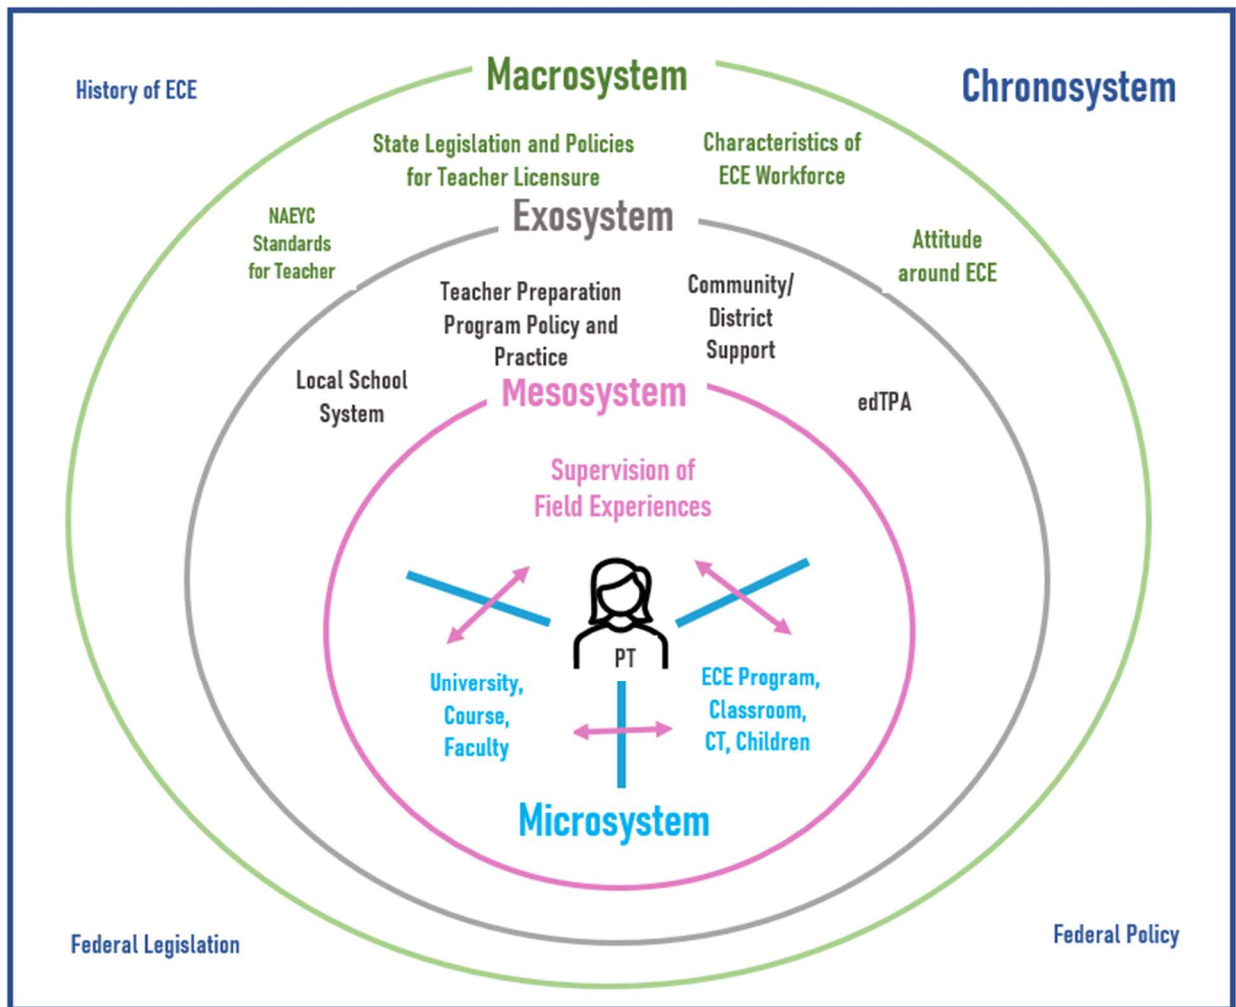 Macrosystem
History of ECE
Chronosystem
State Legislation and Policies
for Teacher Licensure
Characteristics of
ECE Workforce
NAEYC
Standards
for Teacher
Exosystem
Attitude
around ECE
Teacher Preparation
Program Policy and
Practice
Community/
District
Support
Local School
System
Mesosystem
edTPA
Supervision of
Field Experiences
PT
University,
Course,
Faculty
ECE Program,
Classroom,
CT, Children
Microsystem
Federal Legislation
Federal Policy